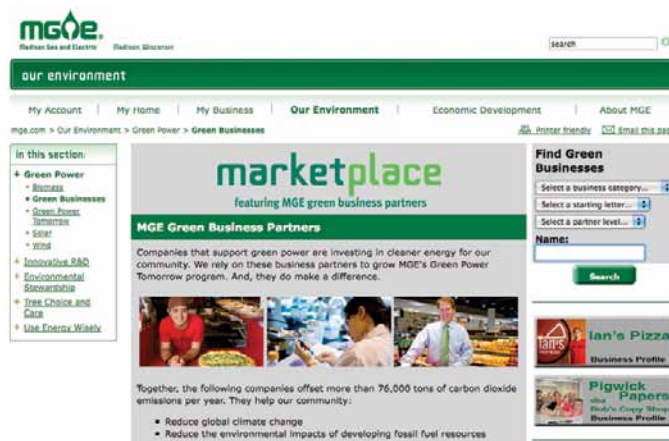 mge.
Madison Gas and Electric Madison, Wisconsin
search
our environment
My Account | My Home | My Business | Our Environment | Economic Development | About MGE
mge.com > Our Environment > Green Power > Green Businesses
Printer friendly Email this pa
in this section:
Green Power
Biomass
Green Businesses
Green Power
Tomorrow
Solar
Wind
Innovative R&D
Environmental
Stewardship
Tree Choice and
Care
Use Energy Wisely
marketplace
featuring MGE green business partners
MGE Green Business Partners
Companies that support green power are investing in cleaner energy for our
community. We rely on these business partners to grow MGE's Green Power
Tomorrow program. And, they do make a difference.
Together, the following companies offset more than 76,000 tons of carbon dioxide
emissions per year. They help our community:
• Reduce global climate change
• Reduce the environmental impacts of developing fossil fuel resources
Find Green
Businesses
Select a business category...
Select a starting letter...
Select a partner level...
Name:
Search
Ian's
Ian's Pizza
Business Profile
Pigwick
Papers
dba
Bob's Copy Shop
Business Profile